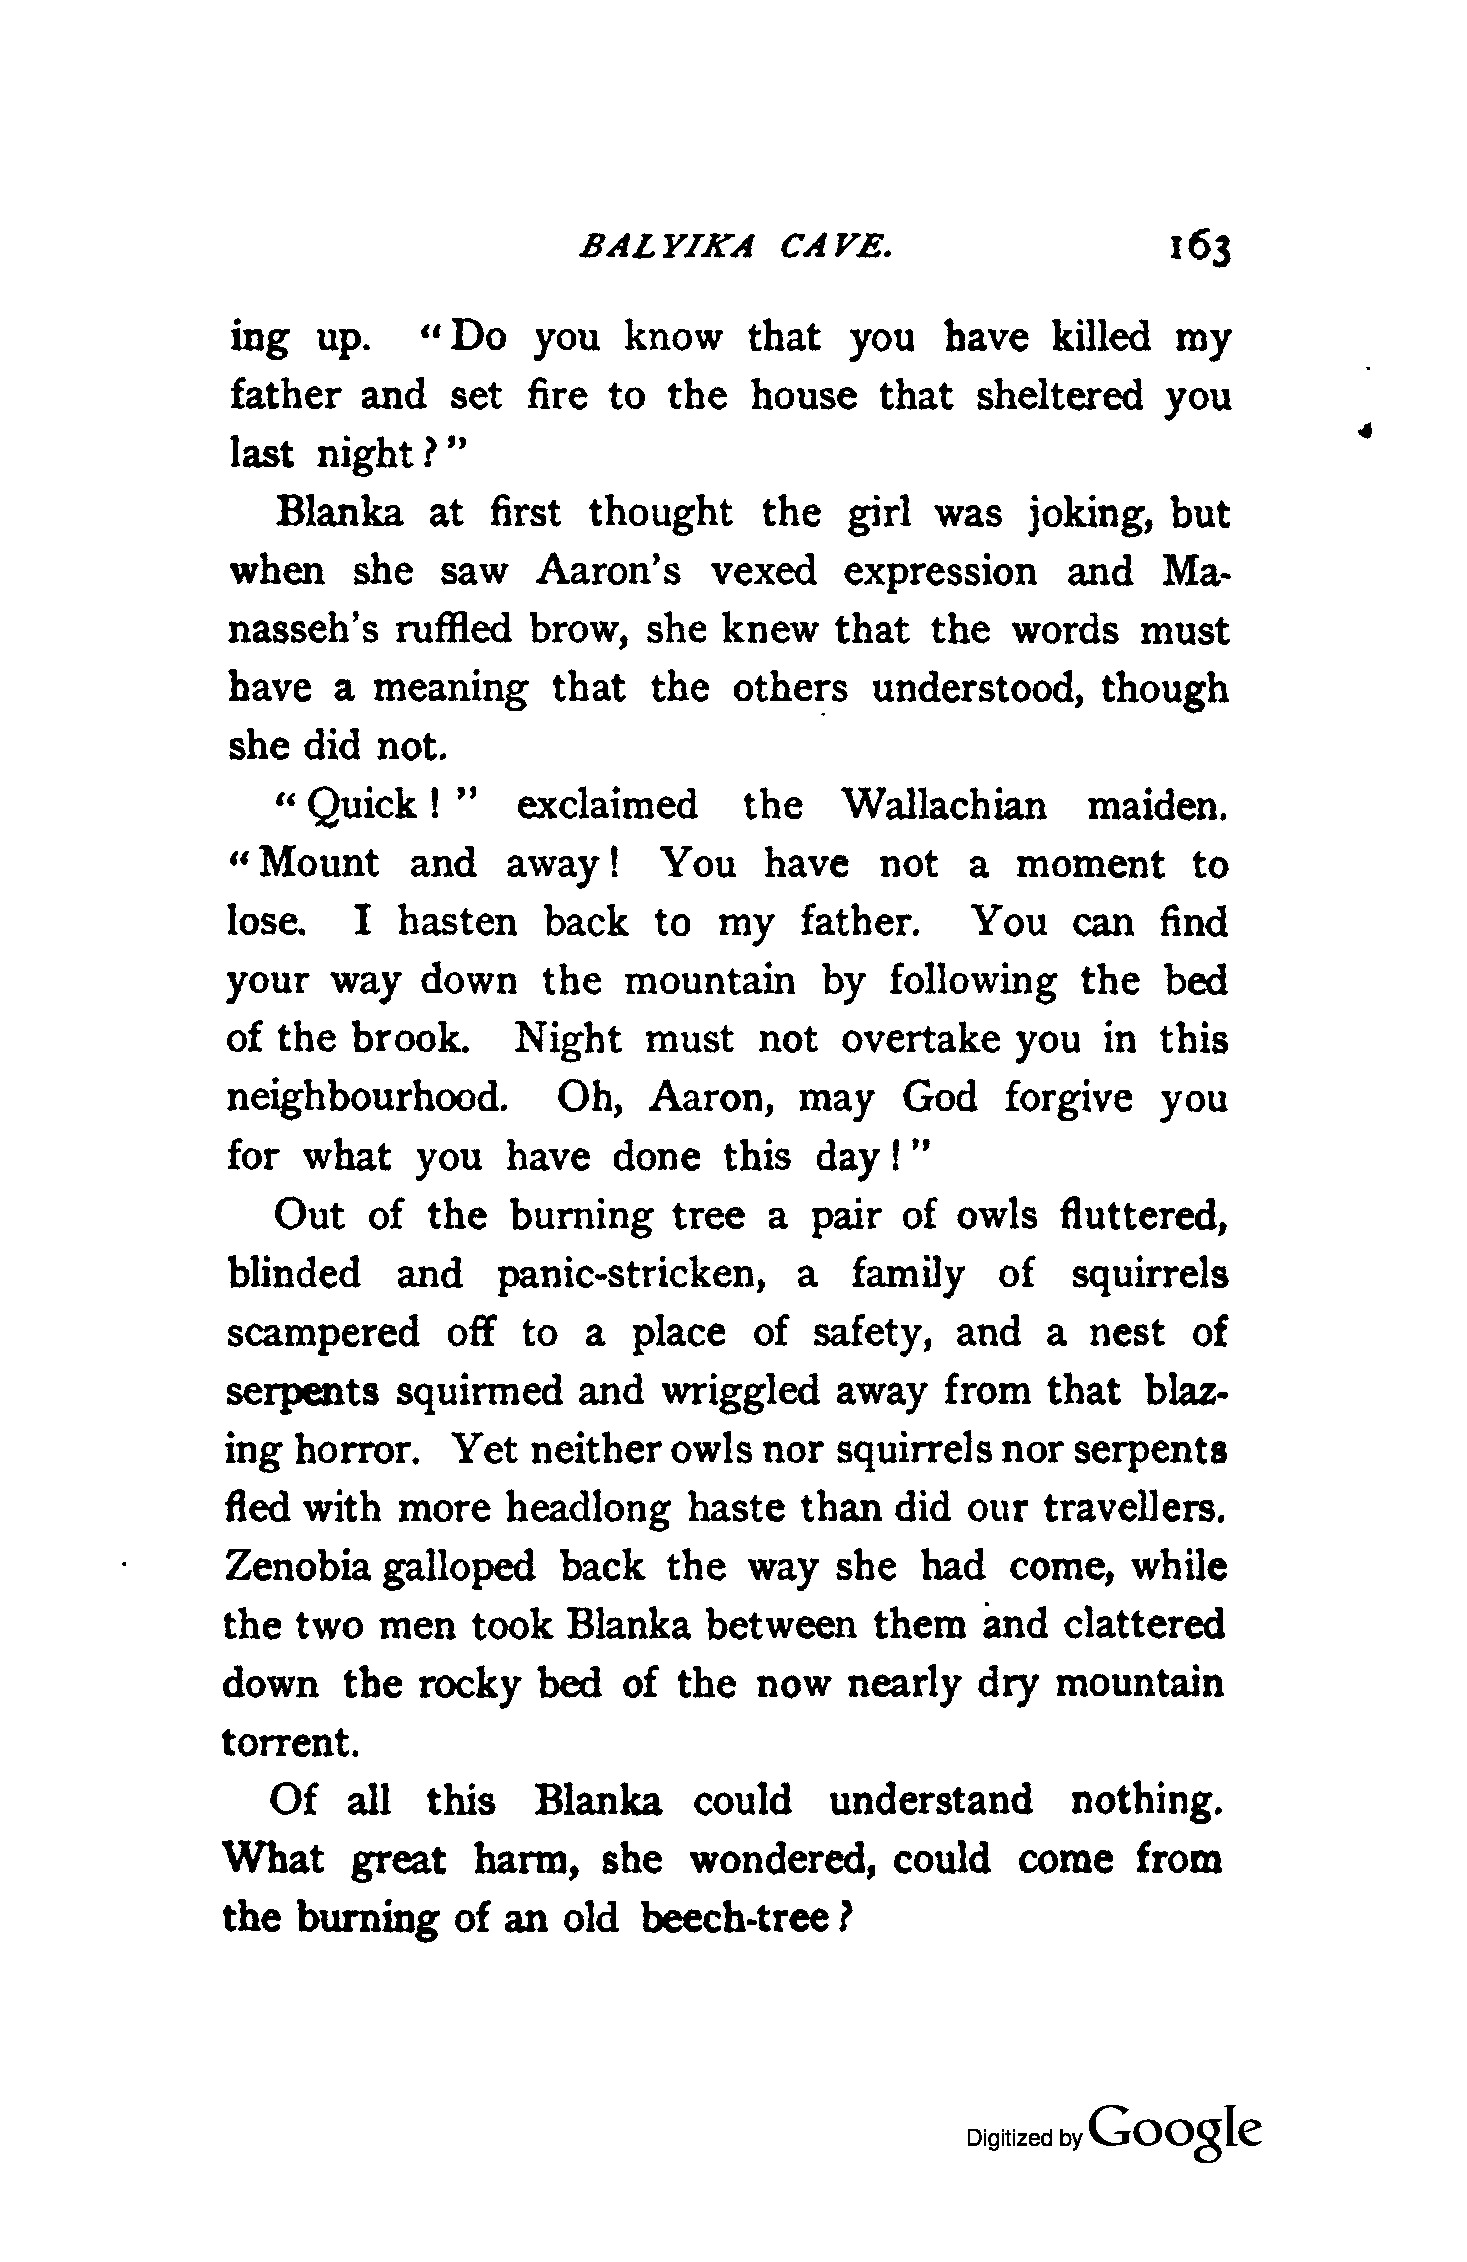 BALYIKA CAVE. 163
ing up. "Do you know that you have killed my
father and set fire to the house that sheltered you
last night?"
Blanka at first thought the girl was joking, but
when she saw Aaron's vexed expression and Ma-
nasseh's ruffled brow, she knew that the words must
have a meaning that the others understood, though
she did not.
"Quick!" exclaimed the Wallachian maiden.
"Mount and away! You have not a moment to
lose. I hasten back to my father. You can find
your way down the mountain by following the bed
of the brook. Night must not overtake you in this
neighbourhood. Oh, Aaron, may God forgive you
for what you have done this day!"
Out of the burning tree a pair of owls fluttered,
blinded and panic-stricken, a family of squirrels
scampered off to a place of safety, and a nest of
serpents squirmed and wriggled away from that blaz-
ing horror. Yet neither owls nor squirrels nor serpents
fled with more headlong haste than did our travellers.
Zenobia galloped back the way she had come, while
the two men took Blanka between them and clattered
down the rocky bed of the now nearly dry mountain
torrent.
Of all this Blanka could understand nothing.
What great harm, she wondered, could come from
the burning of an old beech-tree?
Digitized by Google